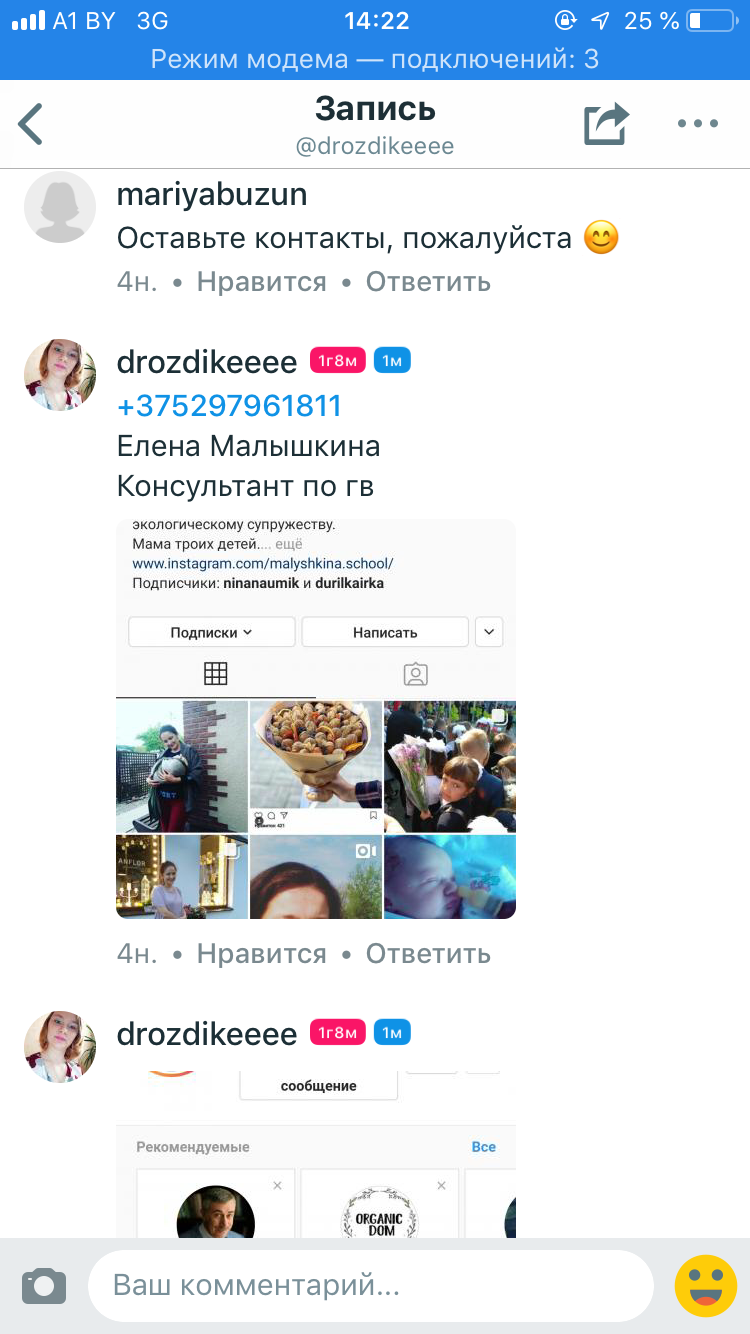 A1 BY 3G 14:22 25 %
Режим модема — подключений: 3
Запись
@drozdikeeee
mariyabuzun
Оставьте контакты, пожалуйста 😊
4н. • Нравится • Ответить
drozdikeeee 1г8м 1м
+375297961811
Елена Малышкина
Консультант по гв
экологическому супружеству.
Мама троих детей.... ещё
www.instagram.com/malyshkina.school/
Подписчики: ninanaumik и durilkairka
Подписки Написать
ANFLOR
4н. • Нравится • Ответить
drozdikeeee 1г8м 1м
сообщение
Рекомендуемые Все
ORGANIC
DOM
Ваш комментарий...